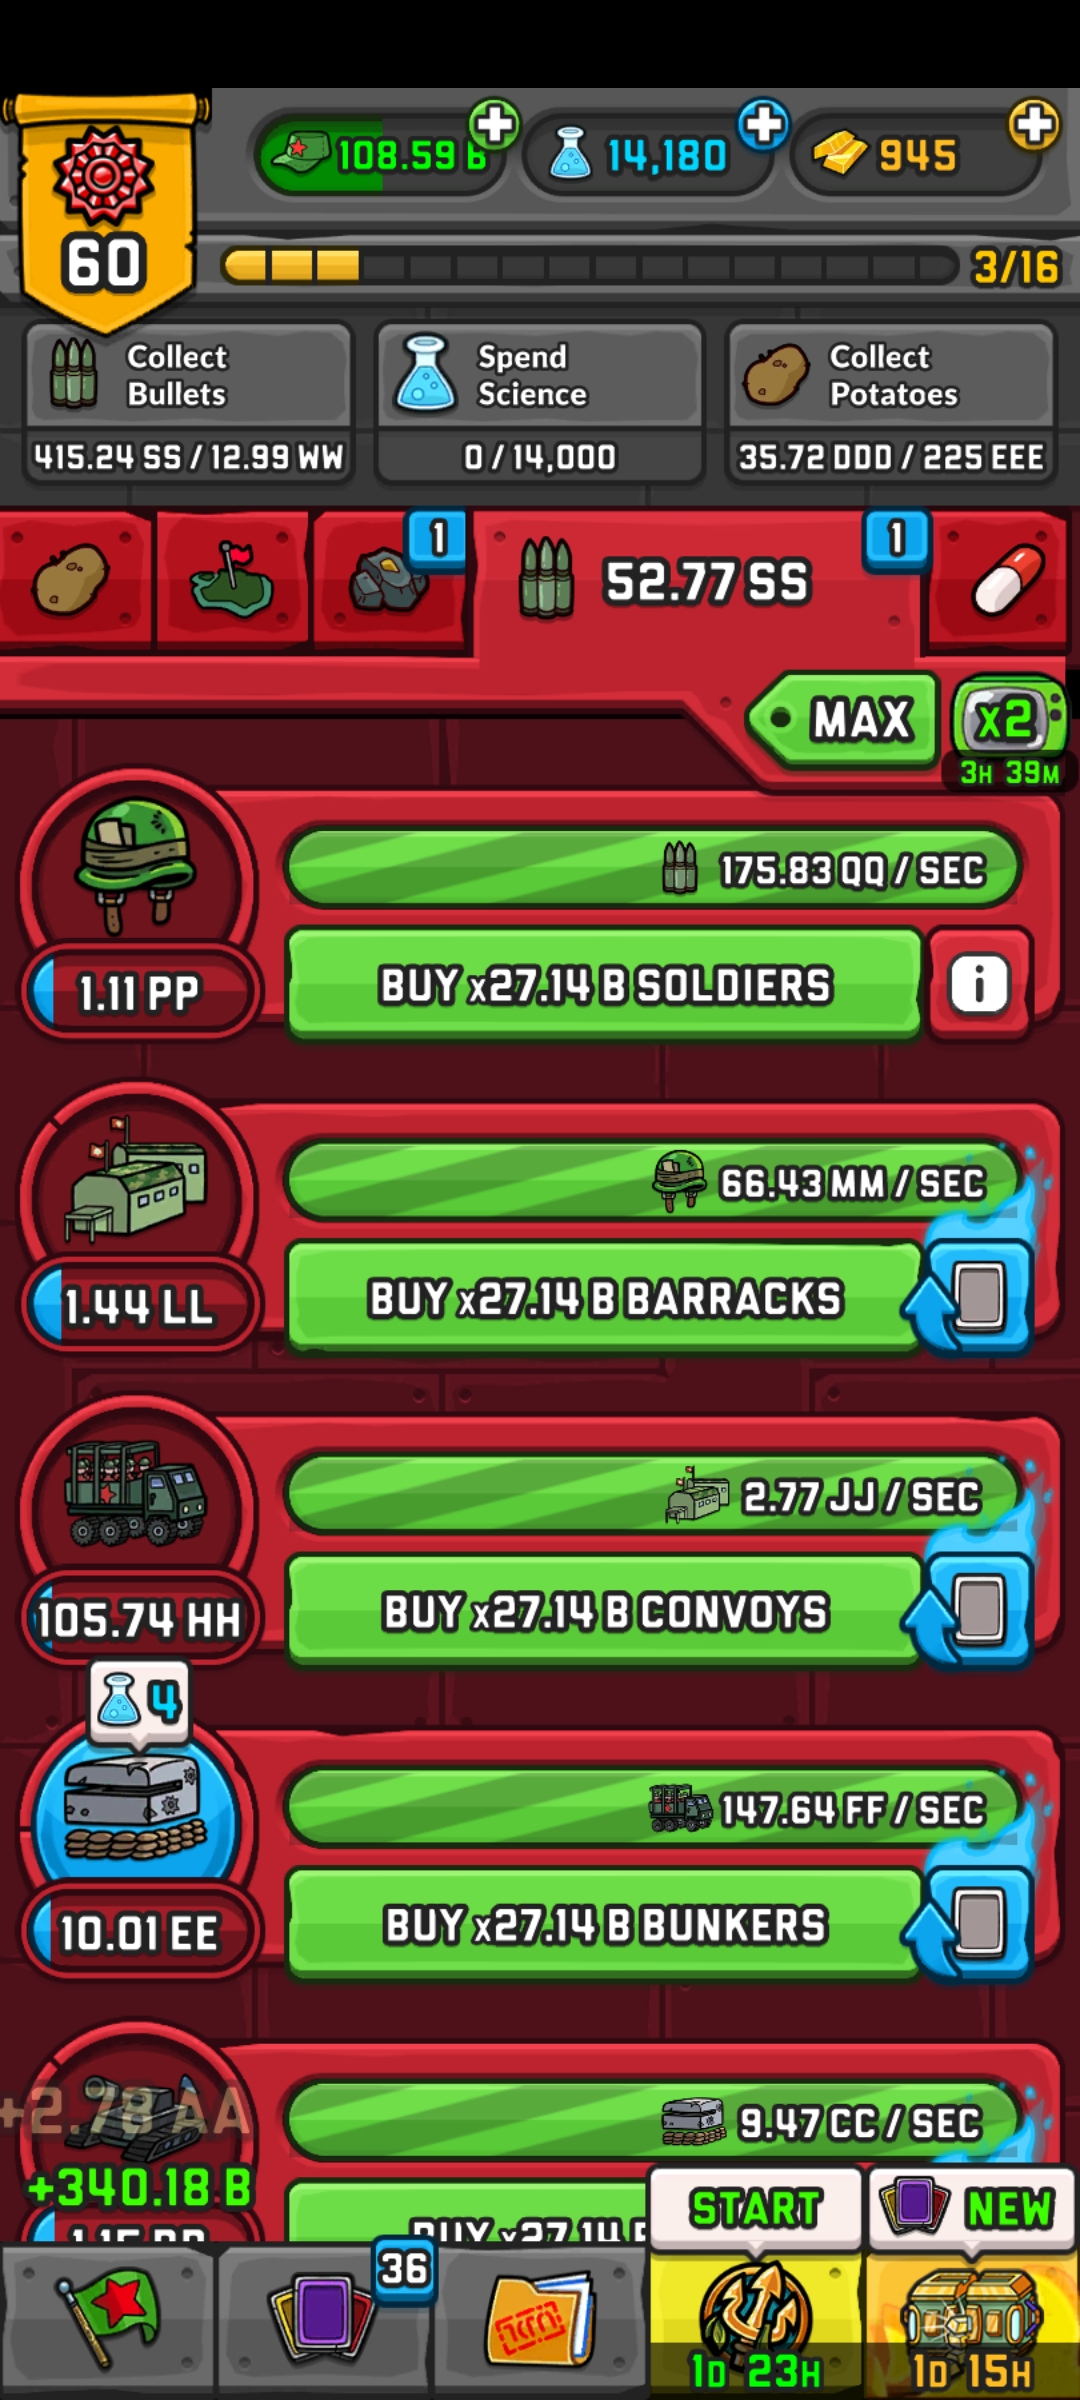 108.59 B
14,180
945
60
3/16
Collect
Bullets
Spend
Science
Collect
Potatoes
415.24 SS / 12.99 WW
0 / 14,000
35.72 DDD / 225 EEE
1
52.77 SS
1
MAX
x2
3H 39M
175.83 QQ / SEC
1.11 PP
BUY x27.14 B SOLDIERS
i
66.43 MM / SEC
1.44 LL
BUY x27.14 B BARRACKS
2.77 JJ / SEC
105.74 HH
BUY x27.14 B CONVOYS
4
147.64 FF / SEC
10.01 EE
BUY x27.14 B BUNKERS
+2.78 AA
9.47 CC / SEC
+340.18 B
BUY x27.14
START
NEW
36
1D 23H
1D 15H